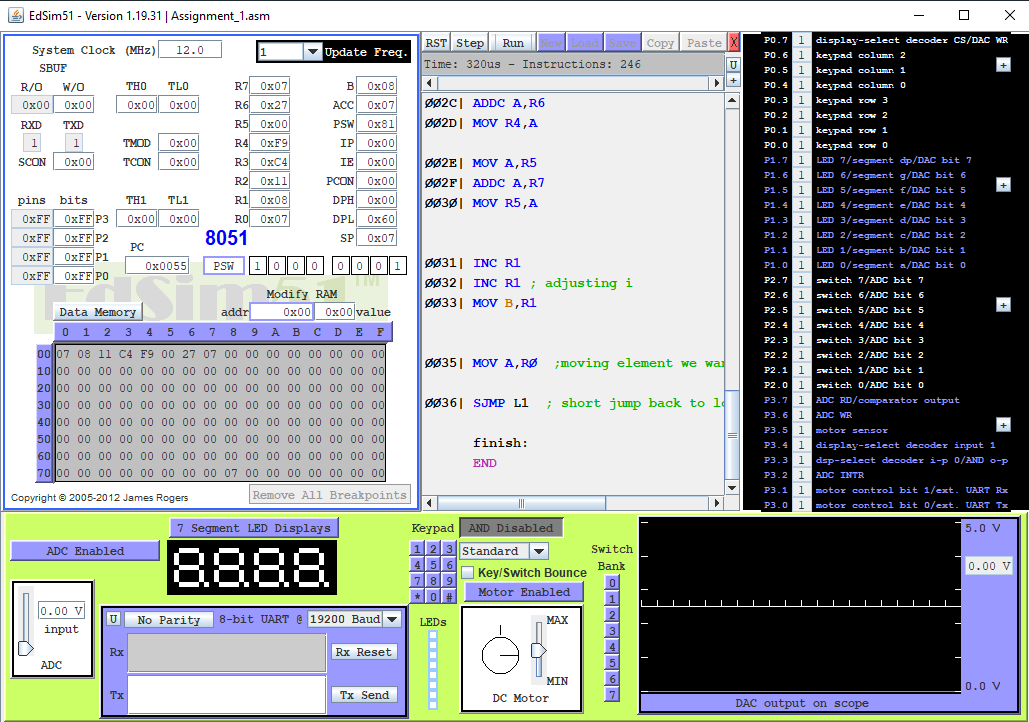 EdSim51 - Version 1.19.31 | Assignment_1.asm
System Clock (MHz) 12.0
1 Update Freq.
SBUF
R/O W/O TH0 TL0 R7 0x07 B 0x08
0x00 0x00 0x00 0x00 R6 0x27 ACC 0x07
RXD TXD R5 0x00 PSW 0x81
1 1 TMOD 0x00 R4 0xF9 IP 0x00
SCON 0x00 TCON 0x00 R3 0xC4 IE 0x00
R2 0x11 PCON 0x00
pins bits TH1 TL1 R1 0x08 DPH 0x00
0xFF 0xFF P3 0x00 0x00 R0 0x07 DPL 0x60
0xFF 0xFF P2 8051 SP 0x07
0xFF 0xFF P1 PC
0xFF 0xFF P0 0x0055 PSW 1 0 0 0 0 0 0 1
EdSim51™
Modify RAM
Data Memory addr 0x00 0x00 value
0 1 2 3 4 5 6 7 8 9 A B C D E F
00 07 08 11 C4 F9 00 27 07 00 00 00 00 00 00 00 00
10 00 00 00 00 00 00 00 00 00 00 00 00 00 00 00 00
20 00 00 00 00 00 00 00 00 00 00 00 00 00 00 00 00
30 00 00 00 00 00 00 00 00 00 00 00 00 00 00 00 00
40 00 00 00 00 00 00 00 00 00 00 00 00 00 00 00 00
50 00 00 00 00 00 00 00 00 00 00 00 00 00 00 00 00
60 00 00 00 00 00 00 00 00 00 00 00 00 00 00 00 00
70 00 00 00 00 00 00 00 00 07 00 00 00 00 00 00 00
Copyright © 2005-2012 James Rogers Remove All Breakpoints
RST Step Run New Load Save Copy Paste X
Time: 320us - Instructions: 246 U
+
002C| ADDC A,R6
002D| MOV R4,A
002E| MOV A,R5
002F| ADDC A,R7
0030| MOV R5,A
0031| INC R1
0032| INC R1 ; adjusting i
0033| MOV B,R1
0035| MOV A,R0 ;moving element we wan
0036| SJMP L1 ; short jump back to lo
finish:
END
P0.7 1 display-select decoder CS/DAC WR
P0.6 1 keypad column 2
P0.5 1 keypad column 1
P0.4 1 keypad column 0
P0.3 1 keypad row 3
P0.2 1 keypad row 2
P0.1 1 keypad row 1
P0.0 1 keypad row 0
P1.7 1 LED 7/segment dp/DAC bit 7
P1.6 1 LED 6/segment g/DAC bit 6
P1.5 1 LED 5/segment f/DAC bit 5
P1.4 1 LED 4/segment e/DAC bit 4
P1.3 1 LED 3/segment d/DAC bit 3
P1.2 1 LED 2/segment c/DAC bit 2
P1.1 1 LED 1/segment b/DAC bit 1
P1.0 1 LED 0/segment a/DAC bit 0
P2.7 1 switch 7/ADC bit 7
P2.6 1 switch 6/ADC bit 6
P2.5 1 switch 5/ADC bit 5
P2.4 1 switch 4/ADC bit 4
P2.3 1 switch 3/ADC bit 3
P2.2 1 switch 2/ADC bit 2
P2.1 1 switch 1/ADC bit 1
P2.0 1 switch 0/ADC bit 0
P3.7 1 ADC RD/comparator output
P3.6 1 ADC WR
P3.5 1 motor sensor
P3.4 1 display-select decoder input 1
P3.3 1 dsp-select decoder i-p 0/AND o-p
P3.2 1 ADC INTR
P3.1 1 motor control bit 1/ext. UART Rx
P3.0 1 motor control bit 0/ext. UART Tx
+
+
+
+
ADC Enabled
0.00 V
input
ADC
7 Segment LED Displays
8.8.8.8.
U No Parity 8-bit UART @ 19200 Baud
Rx Rx Reset
Tx Tx Send
Keypad AND Disabled
1 2 3 Standard
4 5 6
7 8 9 Key/Switch Bounce
* 0 # Motor Enabled
LEDs
MAX
MIN
DC Motor
Switch
Bank
0
1
2
3
4
5
6
7
5.0 V
0.00 V
0.0 V
DAC output on scope